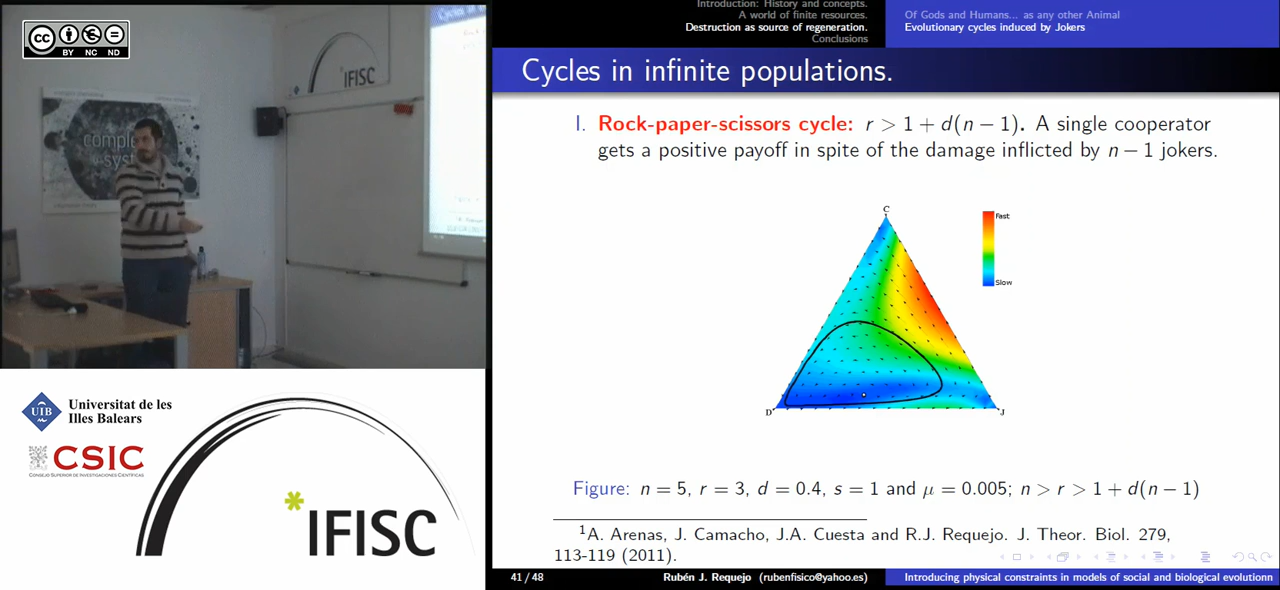 cc
BY NC ND
IFISC
complex
system
Universitat de les
Illes Balears
UIB
CSIC
CONSEJO SUPERIOR DE INVESTIGACIONES CIENTÍFICAS
*IFISC
Introduction: History and concepts.
A world of finite resources.
Destruction as source of regeneration.
Conclusions
Of Gods and Humans... as any other Animal
Evolutionary cycles induced by Jokers
Cycles in infinite populations.
I. Rock-paper-scissors cycle: r > 1 + d(n − 1). A single cooperator
gets a positive payoff in spite of the damage inflicted by n − 1 jokers.
C
Fast
Slow
D
J
Figure: n = 5, r = 3, d = 0.4, s = 1 and μ = 0.005; n > r > 1 + d(n − 1)
1A. Arenas, J. Camacho, J.A. Cuesta and R.J. Requejo. J. Theor. Biol. 279,
113-119 (2011).
41 / 48
Rubén J. Requejo (rubenfisico@yahoo.es)
Introducing physical constraints in models of social and biological evolutionn